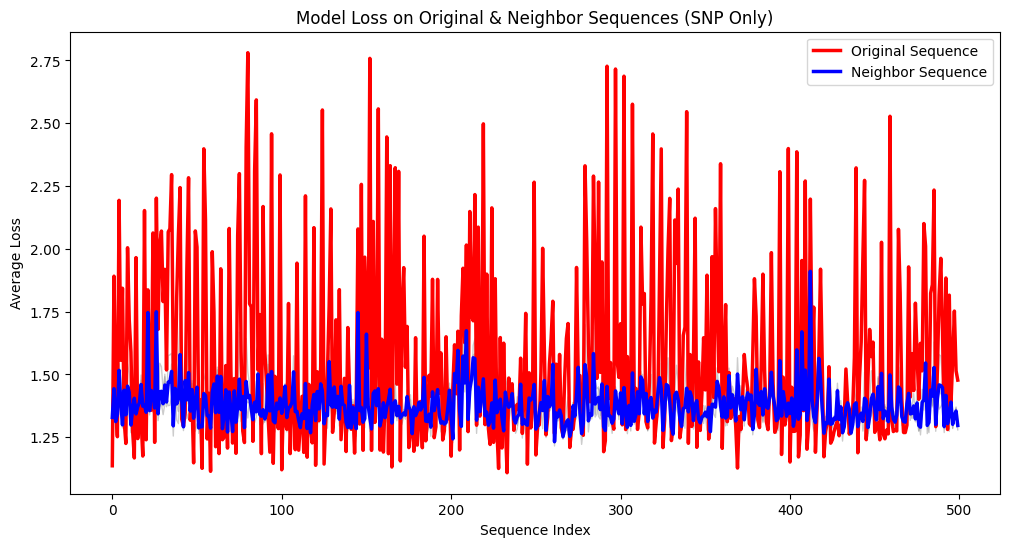 Model Loss on Original & Neighbor Sequences (SNP Only)
Original Sequence
Neighbor Sequence
Average Loss
2.75
2.50
2.25
2.00
1.75
1.50
1.25
0
100
200
300
400
500
Sequence Index